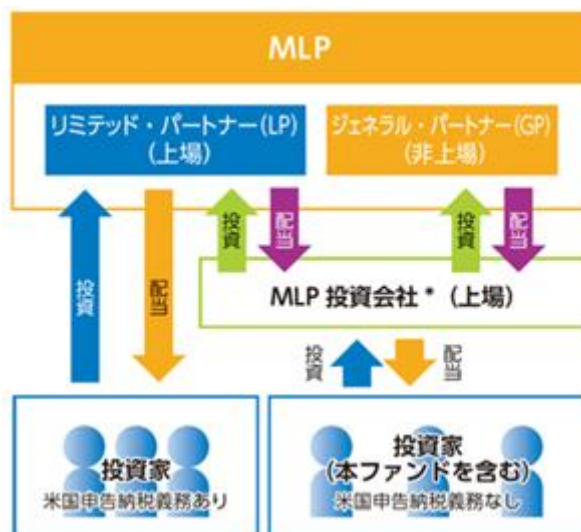 MLP
リミテッド・パートナー(LP)
(上場)
ジェネラル・パートナー(GP)
(非上場)
投資
配当
投資
配当
投資
配当
MLP 投資会社 * (上場)
投資
配当
投資家
米国申告納税義務あり
投資家
(本ファンドを含む)
米国申告納税義務なし